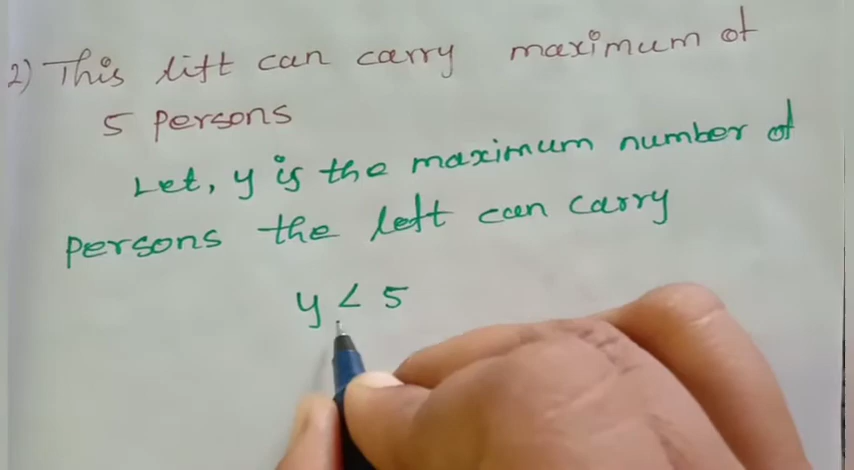 2) This lift can carry maximum of
5 persons
Let, y is the maximum number of
persons the left can carry
y < 5